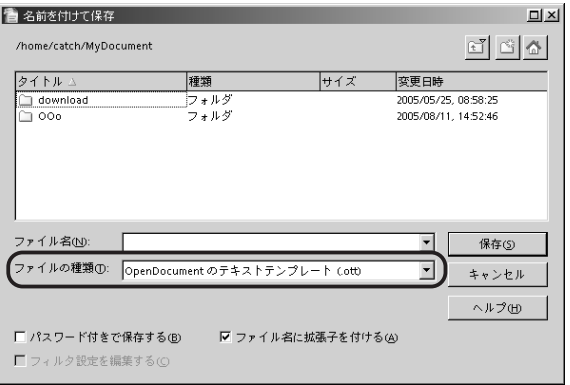 名前を付けて保存
/home/catch/MyDocument
タイトル 種類 サイズ 変更日時
download フォルダ 2005/05/25, 08:58:25
OOo フォルダ 2005/08/11, 14:52:46
ファイル名(N): 保存(S)
ファイルの種類(T): OpenDocument のテキストテンプレート (.ott) キャンセル
ヘルプ(H)
パスワード付きで保存する(B) ファイル名に拡張子を付ける(A)
フィルタ設定を編集する(C)